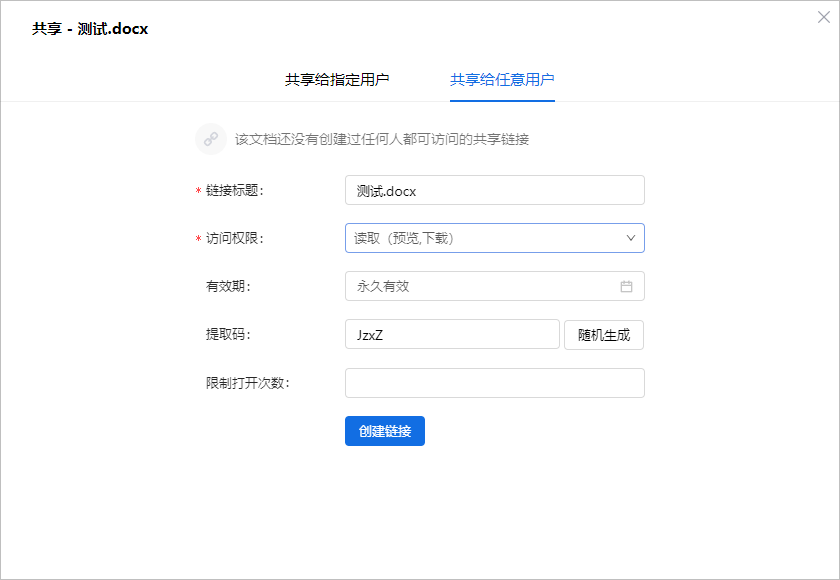 共享 - 测试.docx
共享给指定用户 共享给任意用户
该文档还没有创建过任何人都可访问的共享链接
* 链接标题: 测试.docx
* 访问权限: 读取（预览,下载）
有效期: 永久有效
提取码: JzxZ 随机生成
限制打开次数:
创建链接